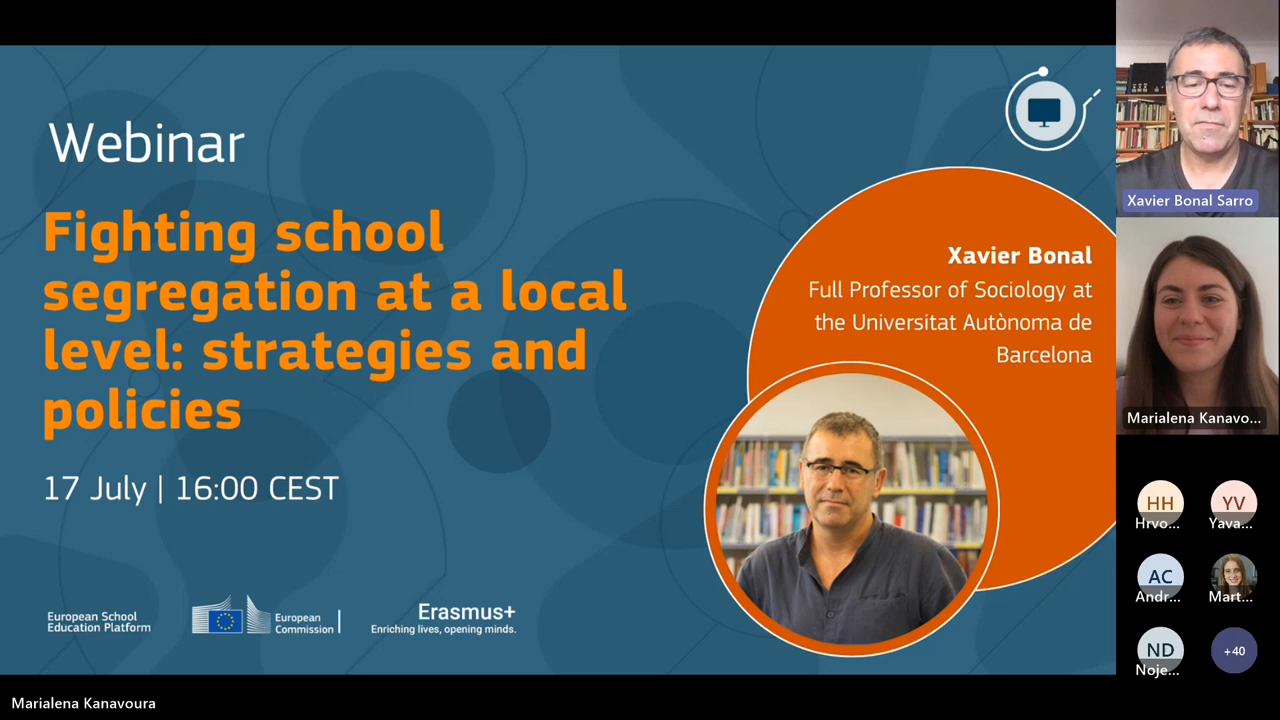 Webinar
Fighting school
segregation at a local
level: strategies and
policies
17 July | 16:00 CEST
Xavier Bonal
Full Professor of Sociology at
the Universitat Autònoma de
Barcelona
European School
Education Platform
European
Commission
Erasmus+
Enriching lives, opening minds.
Xavier Bonal Sarro
Marialena Kanavo...
HH
Hrvo...
YV
Yava...
AC
Andr...
Mart...
ND
Noje...
+40
Marialena Kanavoura